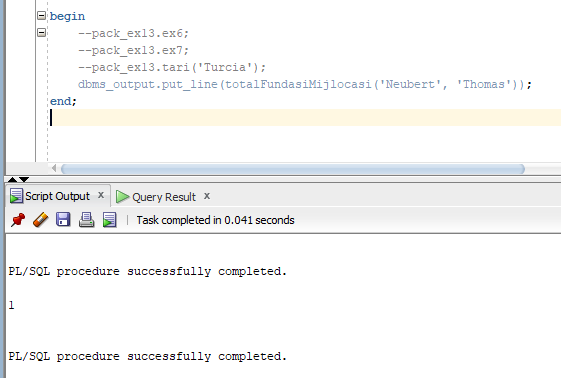 begin
--pack_ex13.ex6;
--pack_ex13.ex7;
--pack_ex13.tari('Turcia');
dbms_output.put_line(totalFundasiMijlocasi('Neubert', 'Thomas'));
end;
Script Output x Query Result x
Task completed in 0.041 seconds
PL/SQL procedure successfully completed.
1
PL/SQL procedure successfully completed.